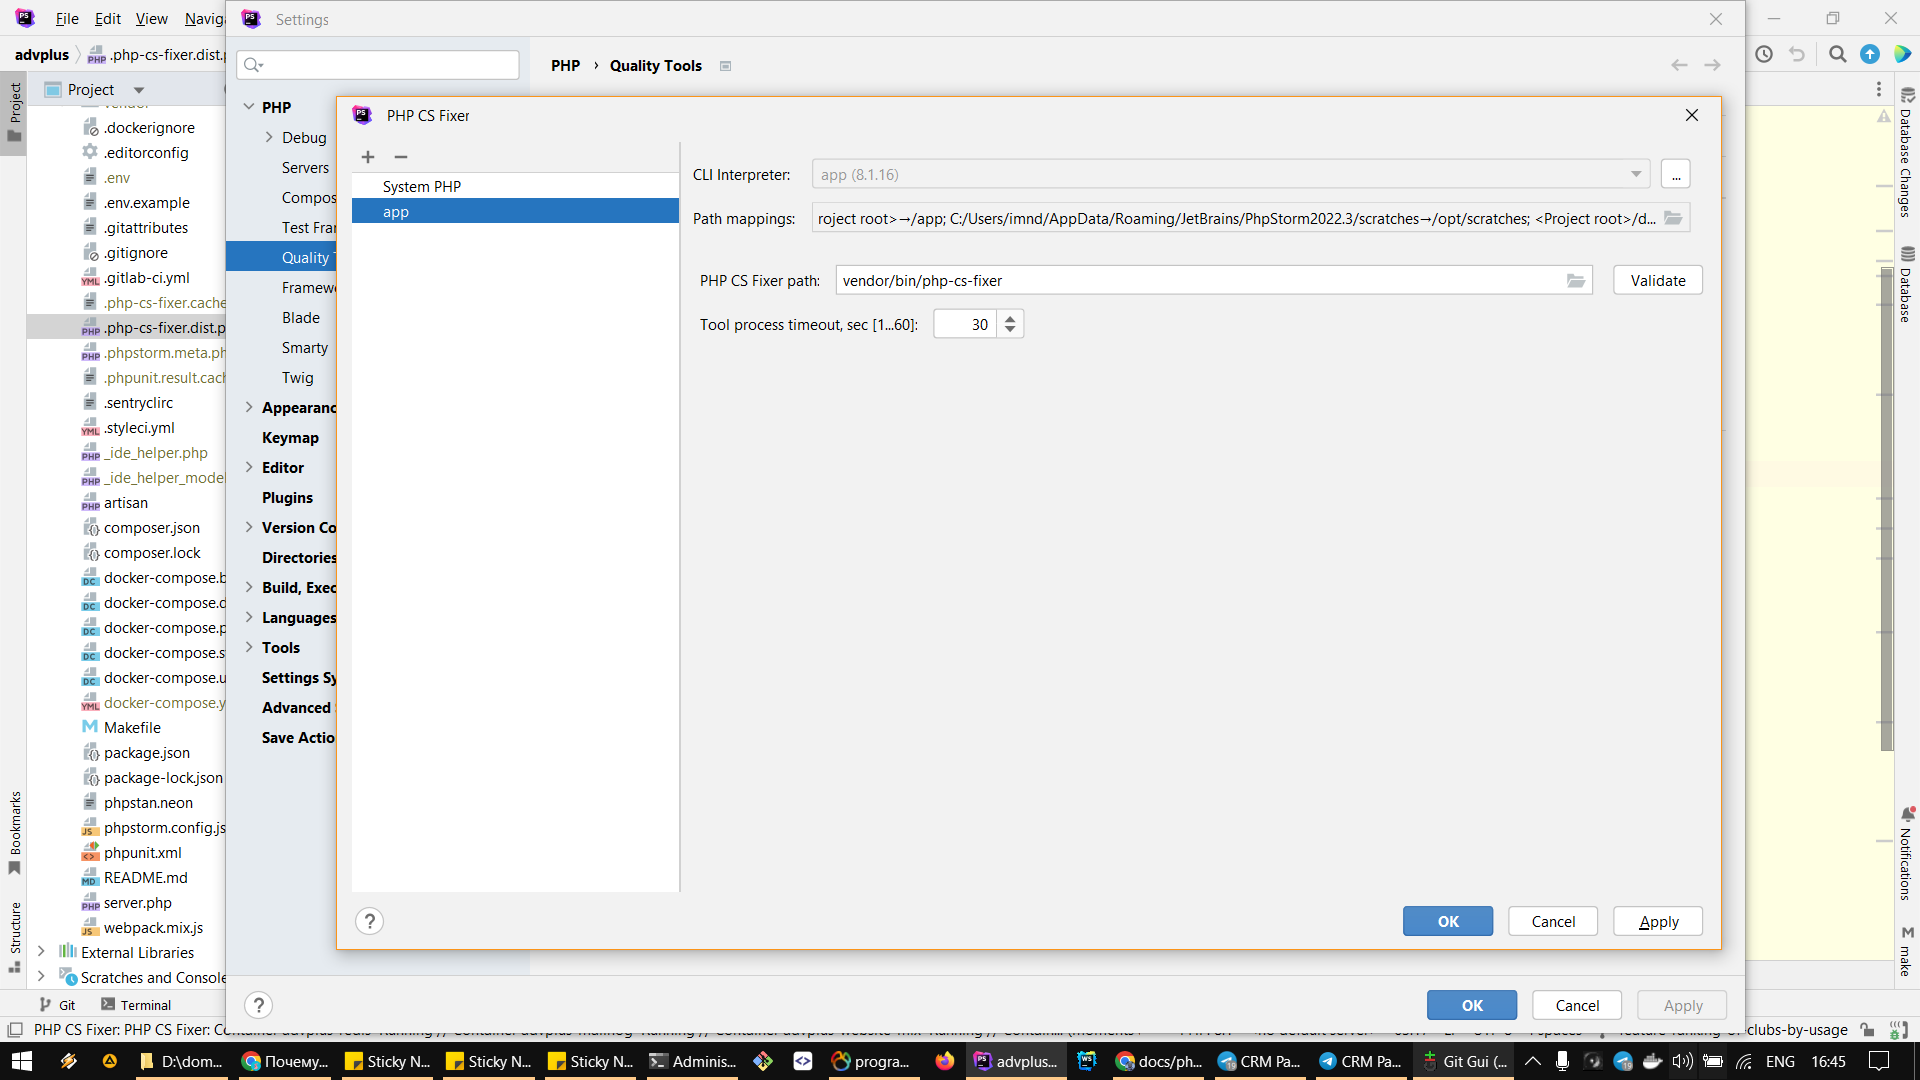 File Edit View Naviga
Settings
advplus .php-cs-fixer.dist.p
PHP › Quality Tools
Project
PHP
Debug
Servers
Compos
Test Fran
Quality T
Framewo
Blade
Smarty
Twig
Appearanc
Keymap
Editor
Plugins
Version Co
Directories
Build, Exec
Languages
Tools
Settings Sy
Advanced
Save Actio
vendor
.dockerignore
.editorconfig
.env
.env.example
.gitattributes
.gitignore
.gitlab-ci.yml
.php-cs-fixer.cache
.php-cs-fixer.dist.p
.phpstorm.meta.ph
.phpunit.result.cach
.sentryclirc
.styleci.yml
_ide_helper.php
_ide_helper_model
artisan
composer.json
composer.lock
docker-compose.b
docker-compose.d
docker-compose.p
docker-compose.s
docker-compose.u
docker-compose.y
Makefile
package.json
package-lock.json
phpstan.neon
phpstorm.config.js
phpunit.xml
README.md
server.php
webpack.mix.js
External Libraries
Scratches and Console
PHP CS Fixer
System PHP
app
CLI Interpreter: app (8.1.16) ...
Path mappings: roject root>→/app; C:/Users/imnd/AppData/Roaming/JetBrains/PhpStorm2022.3/scratches→/opt/scratches; <Project root>/d...
PHP CS Fixer path: vendor/bin/php-cs-fixer Validate
Tool process timeout, sec [1...60]: 30
? OK Cancel Apply
? OK Cancel Apply
Project
Bookmarks
Structure
Database Changes
Database
Notifications
make
Git Terminal
PHP CS Fixer: PHP CS Fixer:
-clubs-by-usage
D:\dom... Почему... Sticky N... Sticky N... Sticky N... Adminis... progra... advplus... docs/ph... CRM Pa... CRM Pa... Git Gui (... ENG 16:45